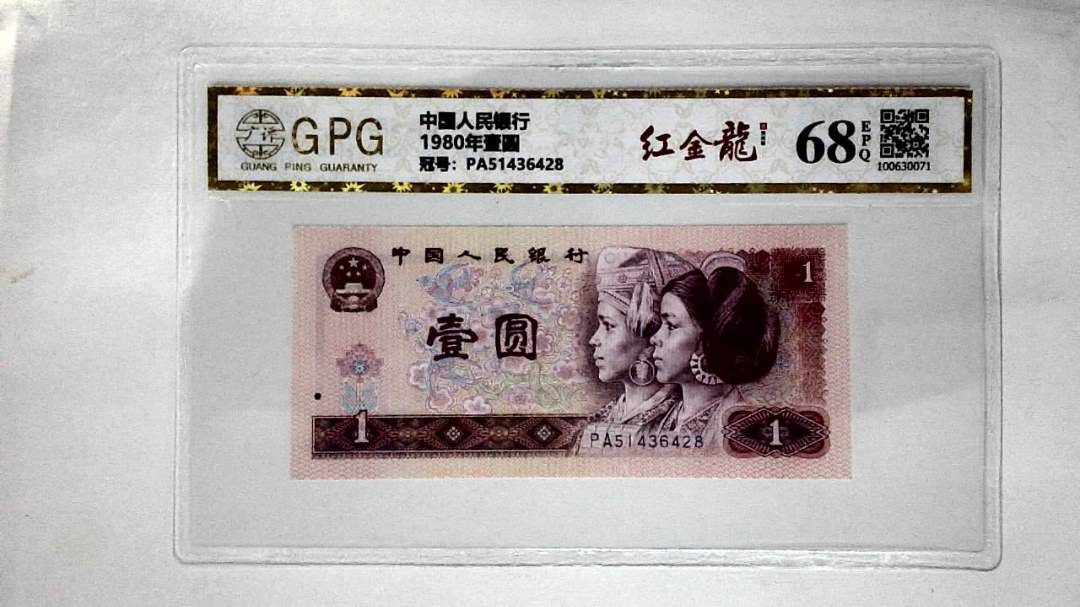 GPG
GUANG PING GUARANTY
中国人民銀行
1980年壹圆
冠号：PA51436428
红金龍
68
EPQ
100630071
中国人民银行
1
壹圆
1
PA51436428
1